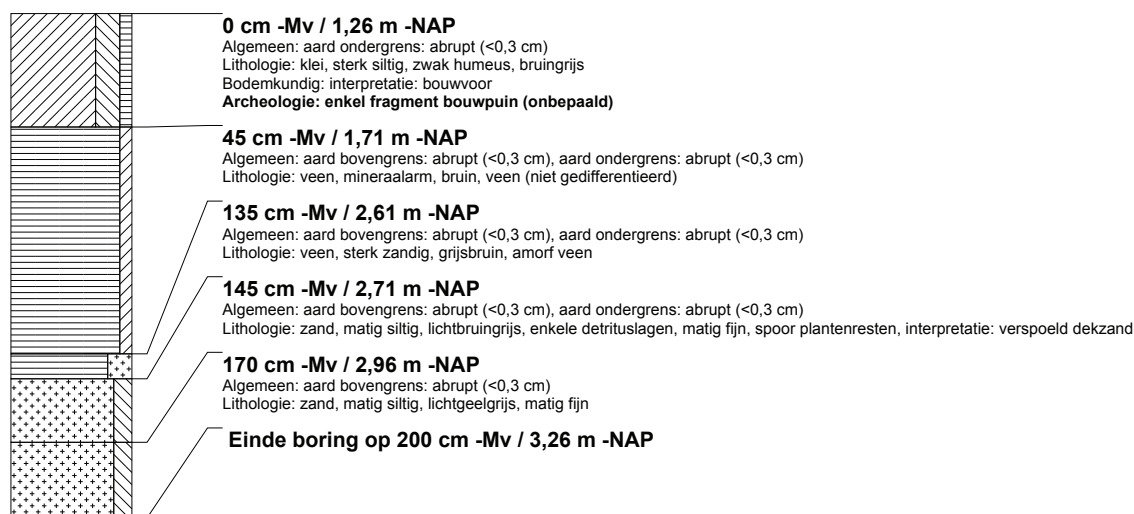 0 cm -Mv / 1,26 m -NAP
Algemeen: aard ondergrens: abrupt (<0,3 cm)
Lithologie: klei, sterk siltig, zwak humeus, bruingrijs
Bodemkundig: interpretatie: bouwvoor
Archeologie: enkel fragment bouwpuin (onbepaald)
45 cm -Mv / 1,71 m -NAP
Algemeen: aard bovengrens: abrupt (<0,3 cm), aard ondergrens: abrupt (<0,3 cm)
Lithologie: veen, mineraalarm, bruin, veen (niet gedifferentieerd)
135 cm -Mv / 2,61 m -NAP
Algemeen: aard bovengrens: abrupt (<0,3 cm), aard ondergrens: abrupt (<0,3 cm)
Lithologie: veen, sterk zandig, grijsbruin, amorf veen
145 cm -Mv / 2,71 m -NAP
Algemeen: aard bovengrens: abrupt (<0,3 cm), aard ondergrens: abrupt (<0,3 cm)
Lithologie: zand, matig siltig, lichtbruingrijs, enkele detrituslagen, matig fijn, spoor plantenresten, interpretatie: verspoeld dekzand
170 cm -Mv / 2,96 m -NAP
Algemeen: aard bovengrens: abrupt (<0,3 cm)
Lithologie: zand, matig siltig, lichtgeelgrijs, matig fijn
Einde boring op 200 cm -Mv / 3,26 m -NAP